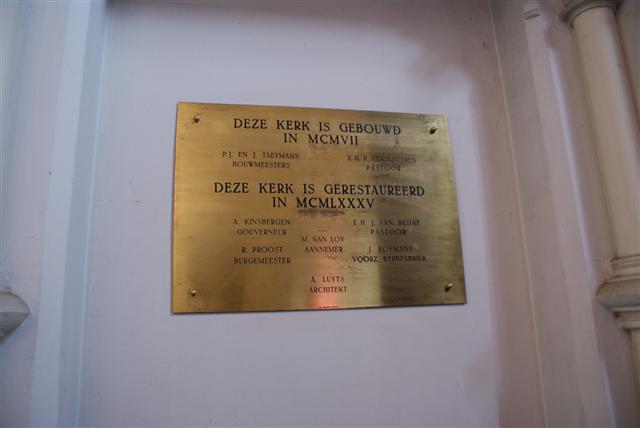 DEZE KERK IS GEBOUWD
IN MCMVII
P.J. EN J. TAEYMANS
BOUWMEESTERS
E.H. P.
PASTOOR
DEZE KERK IS GERESTAUREERD
IN MCMLXXXV
A. KINSBERGEN
GOUVERNEUR
E.H. J. VAN
PASTOOR
M. VAN LOY
AANNEMER
R. PROOST
BURGEMEESTER
J. ROYMANS
VOORZ. KERKFABRIEK
A. LUYTS
ARCHITEKT